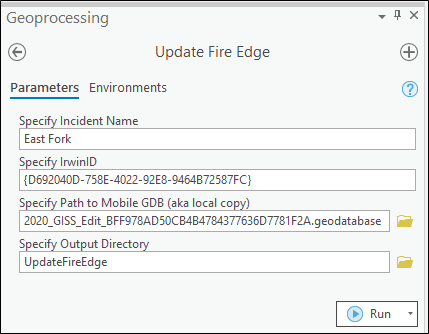 Geoprocessing
Update Fire Edge
Parameters Environments
Specify Incident Name
East Fork
Specify IrwinID
{D692040D-758E-4022-92E8-9464B72587FC}
Specify Path to Mobile GDB (aka local copy)
2020_GISS_Edit_BFF978AD50CB4B4784377636D7781F2A.geodatabase
Specify Output Directory
UpdateFireEdge
Run